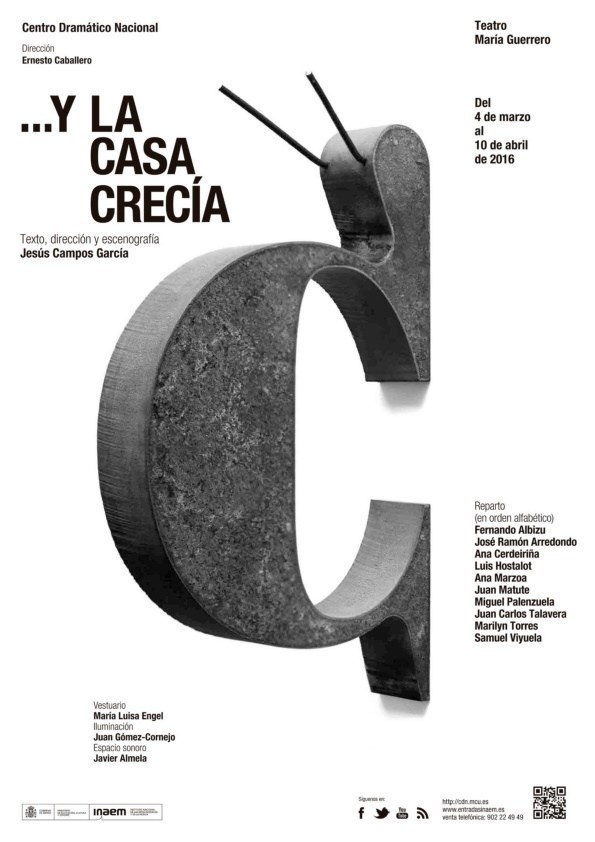 Centro Dramático Nacional
Dirección
Ernesto Caballero
Teatro
María Guerrero
...Y LA
CASA
CRECÍA
Del
4 de marzo
al
10 de abril
de 2016
Texto, dirección y escenografía
Jesús Campos García
Reparto
(en orden alfabético)
Fernando Albizu
José Ramón Arredondo
Ana Cerdeiriña
Luis Hostalot
Ana Marzoa
Juan Matute
Miguel Palenzuela
Juan Carlos Talavera
Marilyn Torres
Samuel Viyuela
Vestuario
María Luisa Engel
Iluminación
Juan Gómez-Cornejo
Espacio sonoro
Javier Almela
inaem
Síguenos en:
You
Tube
http://cdn.mcu.es
www.entradasinaem.es
venta telefónica: 902 22 49 49